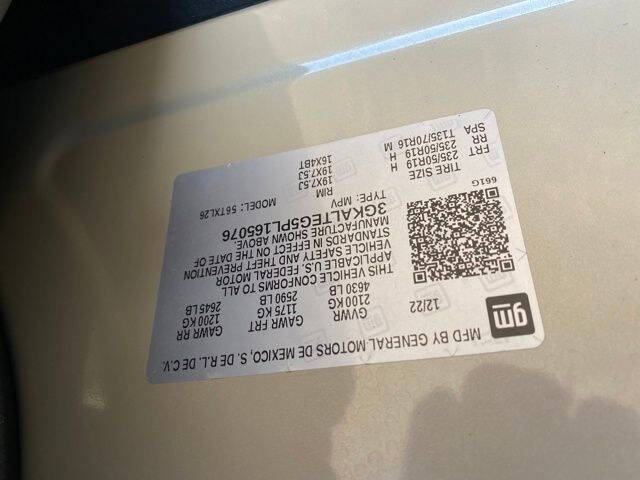 gm
MFD BY GENERAL MOTORS DE MEXICO, S. DE R.L. DE C.V.
12/22 GVWR GAWR FRT GAWR RR
2100 KG 1175 KG 1200 KG
4630 LB 2590 LB 2645 LB
THIS VEHICLE CONFORMS TO ALL
APPLICABLE U.S. FEDERAL MOTOR
VEHICLE SAFETY AND THEFT PREVENTION
STANDARDS IN EFFECT ON THE DATE OF
MANUFACTURE SHOWN ABOVE.
3GKALTEG5PL165076
TYPE: MPV MODEL: 56TXL26
661G
TIRE SIZE RIM
FRT 235/50R19 H 19X7.5J
RR 235/50R19 H 19X7.5J
SPA T135/70R16 M 16X4BT